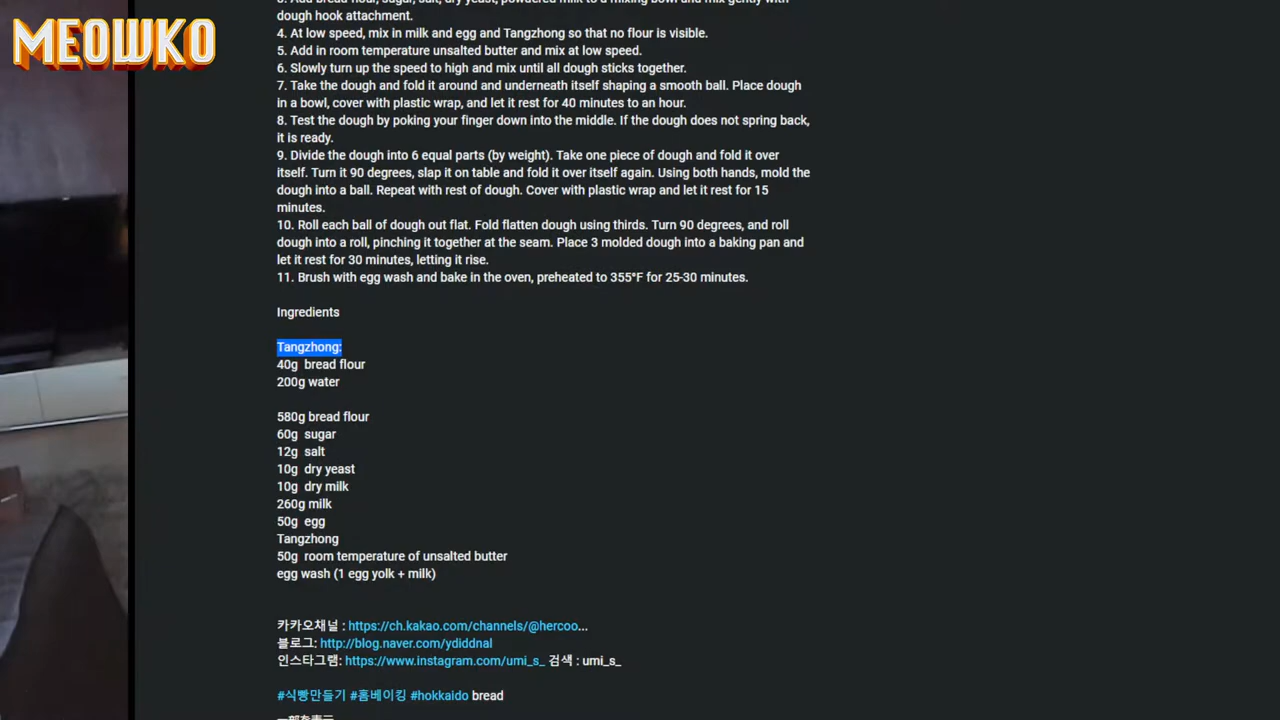 MEOWKO
dough hook attachment.
4. At low speed, mix in milk and egg and Tangzhong so that no flour is visible.
5. Add in room temperature unsalted butter and mix at low speed.
6. Slowly turn up the speed to high and mix until all dough sticks together.
7. Take the dough and fold it around and underneath itself shaping a smooth ball. Place dough
in a bowl, cover with plastic wrap, and let it rest for 40 minutes to an hour.
8. Test the dough by poking your finger down into the middle. If the dough does not spring back,
it is ready.
9. Divide the dough into 6 equal parts (by weight). Take one piece of dough and fold it over
itself. Turn it 90 degrees, slap it on table and fold it over itself again. Using both hands, mold the
dough into a ball. Repeat with rest of dough. Cover with plastic wrap and let it rest for 15
minutes.
10. Roll each ball of dough out flat. Fold flatten dough using thirds. Turn 90 degrees, and roll
dough into a roll, pinching it together at the seam. Place 3 molded dough into a baking pan and
let it rest for 30 minutes, letting it rise.
11. Brush with egg wash and bake in the oven, preheated to 355°F for 25-30 minutes.
Ingredients
Tangzhong:
40g bread flour
200g water
580g bread flour
60g sugar
12g salt
10g dry yeast
10g dry milk
260g milk
50g egg
Tangzhong
50g room temperature of unsalted butter
egg wash (1 egg yolk + milk)
카카오채널 : https://ch.kakao.com/channels/@hercoo...
블로그: http://blog.naver.com/ydiddnal
인스타그램: https://www.instagram.com/umi_s_ 검색 : umi_s_
#식빵만들기 #홈베이킹 #hokkaido bread